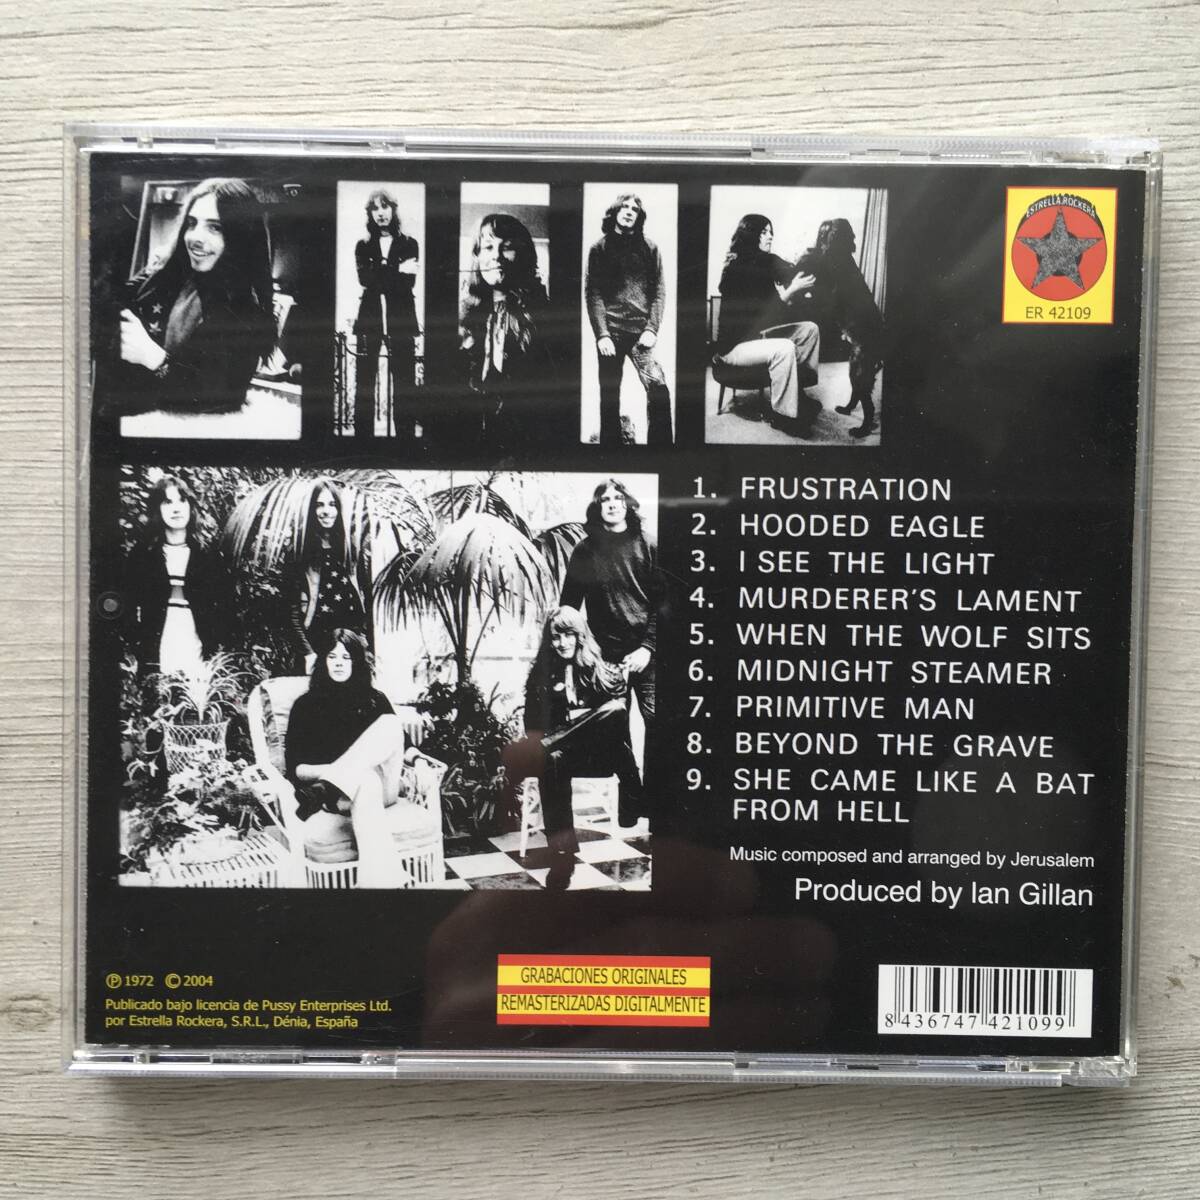 ESTRELLA ROCKERA
ER 42109
1. FRUSTRATION
2. HOODED EAGLE
3. I SEE THE LIGHT
4. MURDERER'S LAMENT
5. WHEN THE WOLF SITS
6. MIDNIGHT STEAMER
7. PRIMITIVE MAN
8. BEYOND THE GRAVE
9. SHE CAME LIKE A BAT
FROM HELL
Music composed and arranged by Jerusalem
Produced by Ian Gillan
Ⓟ 1972 © 2004
Publicado bajo licencia de Pussy Enterprises Ltd.
por Estrella Rockera, S.R.L., Dénia, España
GRABACIONES ORIGINALES
REMASTERIZADAS DIGITALMENTE
8 436747 421099